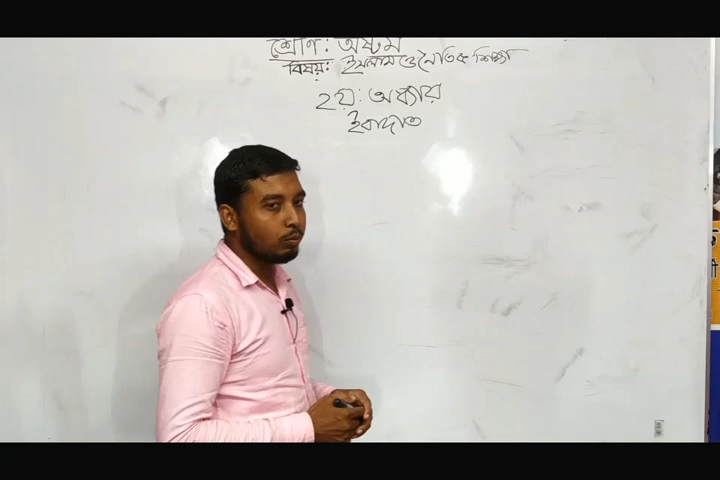 শ্রেণি: অষ্টম
বিষয়: ইসলাম ও নৈতিক শিক্ষা
২য়: অধ্যায়
ইবাদাত